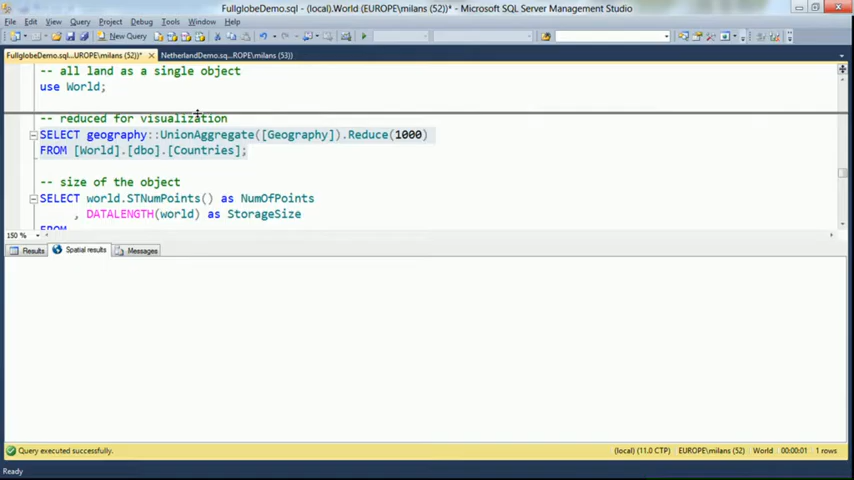 FullglobeDemo.sql - (local).World (EUROPE\milans (52))* - Microsoft SQL Server Management Studio
File Edit View Query Project Debug Tools Window Help
New Query
FullglobeDemo.sql...UROPE\milans (52))* NetherlandDemo.sq...ROPE\milans (53))
-- all land as a single object
use World;
-- reduced for visualization
SELECT geography::UnionAggregate([Geography]).Reduce(1000)
FROM [World].[dbo].[Countries];
-- size of the object
SELECT world.STNumPoints() as NumOfPoints
, DATALENGTH(world) as StorageSize
FROM
150 %
Results Spatial results Messages
Query executed successfully. (local) (11.0 CTP) EUROPE\milans (52) World 00:00:01 1 rows
Ready